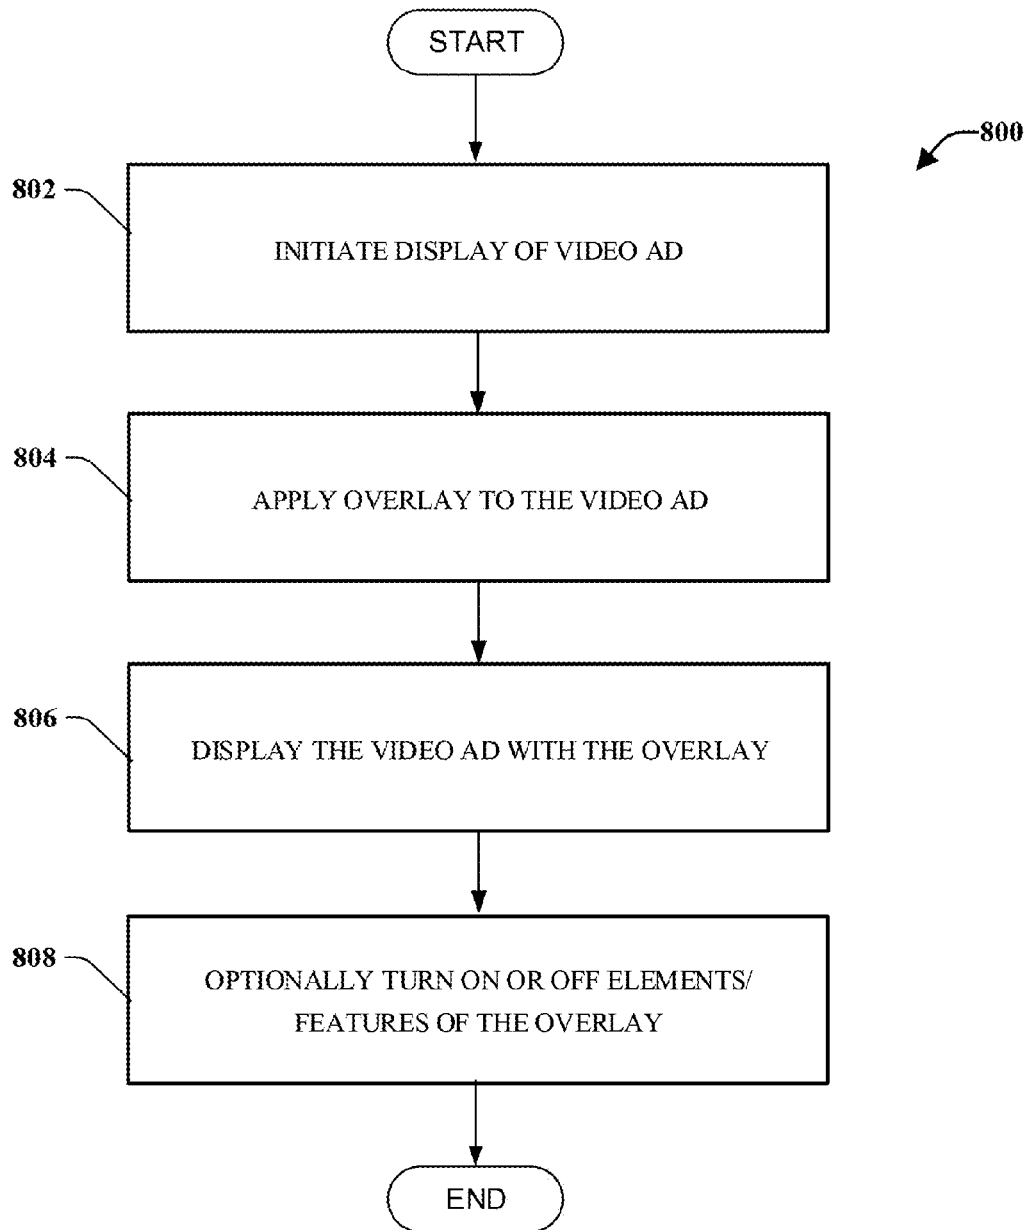 START
800
802
INITIATE DISPLAY OF VIDEO AD
804
APPLY OVERLAY TO THE VIDEO AD
806
DISPLAY THE VIDEO AD WITH THE OVERLAY
808
OPTIONALLY TURN ON OR OFF ELEMENTS/
FEATURES OF THE OVERLAY
END